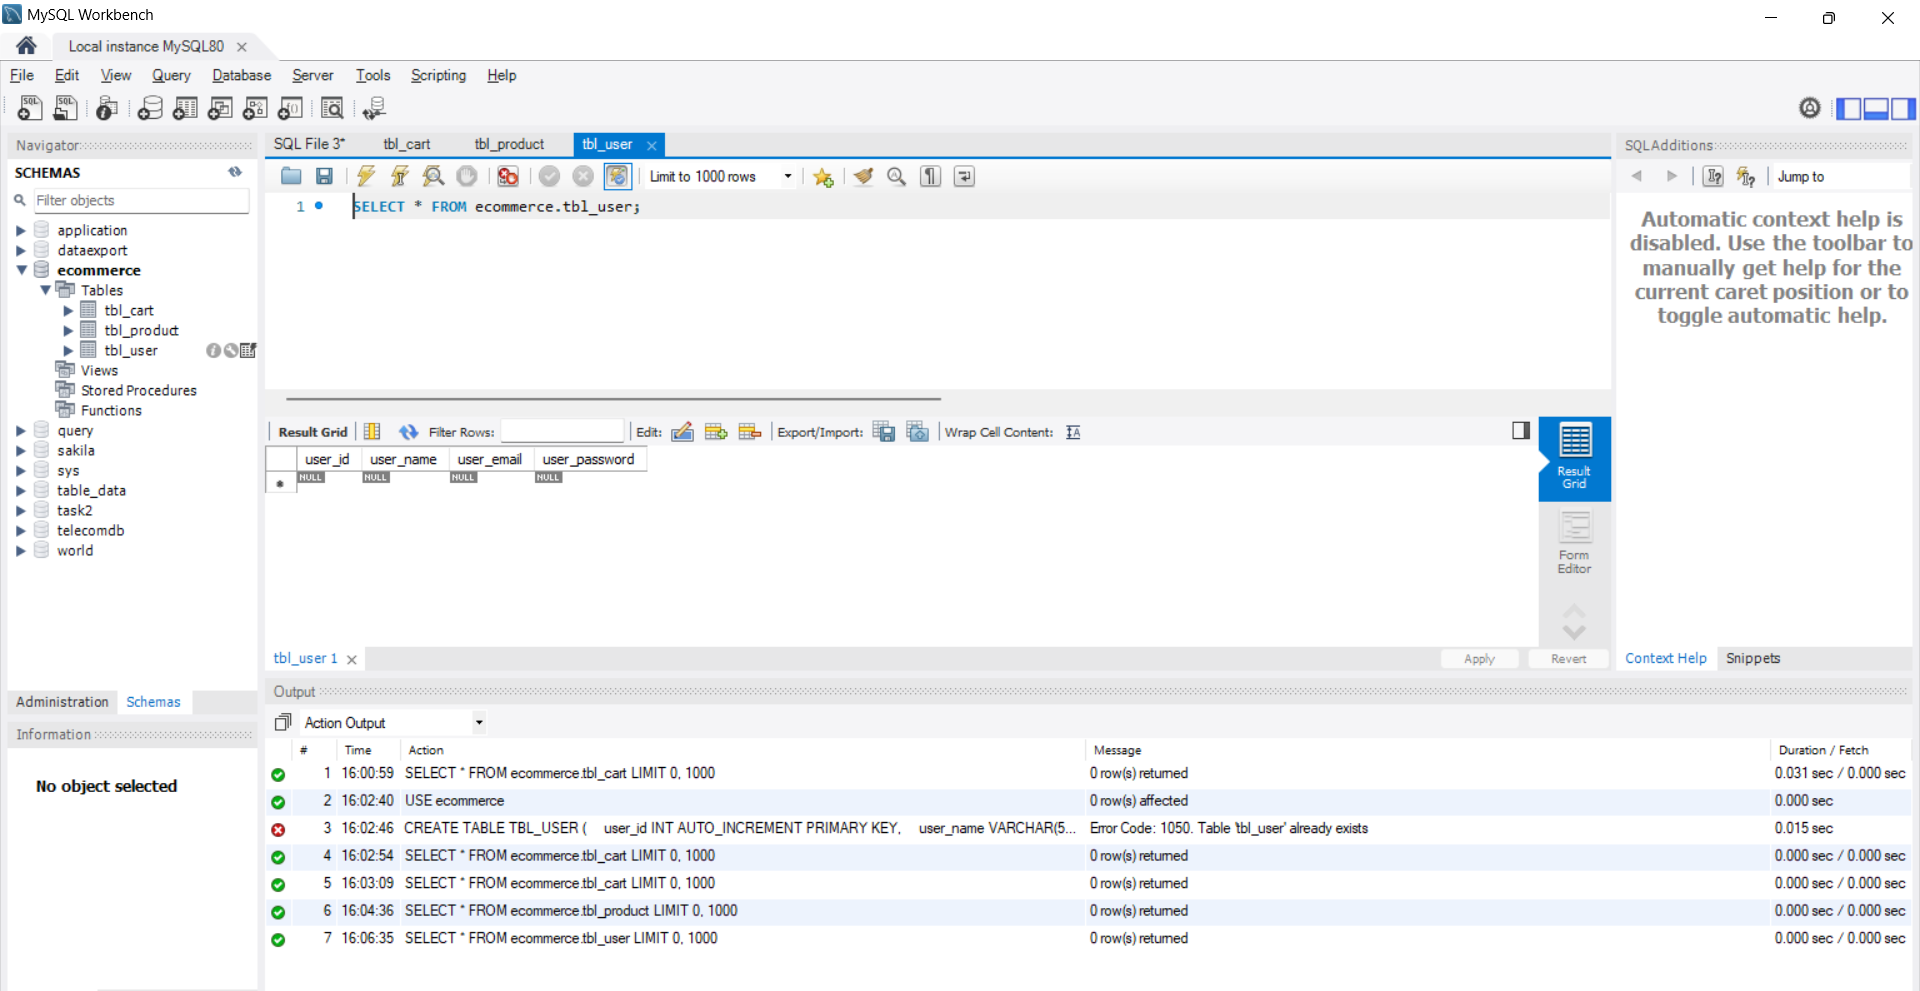 MySQL Workbench
Local instance MySQL80
File Edit View Query Database Server Tools Scripting Help
Navigator
SCHEMAS
Filter objects
application
dataexport
ecommerce
Tables
tbl_cart
tbl_product
tbl_user
Views
Stored Procedures
Functions
query
sakila
sys
table_data
task2
telecomdb
world
Administration Schemas
Information
No object selected
SQL File 3* tbl_cart tbl_product tbl_user
Limit to 1000 rows
1 SELECT * FROM ecommerce.tbl_user;
Result Grid Filter Rows: Edit: Export/Import: Wrap Cell Content:
user_id user_name user_email user_password
NULL NULL NULL NULL
Result
Grid
Form
Editor
tbl_user 1
Apply Revert
SQLAdditions
Jump to
Automatic context help is
disabled. Use the toolbar to
manually get help for the
current caret position or to
toggle automatic help.
Context Help Snippets
Output
Action Output
# Time Action Message Duration / Fetch
1 16:00:59 SELECT * FROM ecommerce.tbl_cart LIMIT 0, 1000 0 row(s) returned 0.031 sec / 0.000 sec
2 16:02:40 USE ecommerce 0 row(s) affected 0.000 sec
3 16:02:46 CREATE TABLE TBL_USER ( user_id INT AUTO_INCREMENT PRIMARY KEY, user_name VARCHAR(5... Error Code: 1050. Table 'tbl_user' already exists 0.015 sec
4 16:02:54 SELECT * FROM ecommerce.tbl_cart LIMIT 0, 1000 0 row(s) returned 0.000 sec / 0.000 sec
5 16:03:09 SELECT * FROM ecommerce.tbl_cart LIMIT 0, 1000 0 row(s) returned 0.000 sec / 0.000 sec
6 16:04:36 SELECT * FROM ecommerce.tbl_product LIMIT 0, 1000 0 row(s) returned 0.000 sec / 0.000 sec
7 16:06:35 SELECT * FROM ecommerce.tbl_user LIMIT 0, 1000 0 row(s) returned 0.000 sec / 0.000 sec